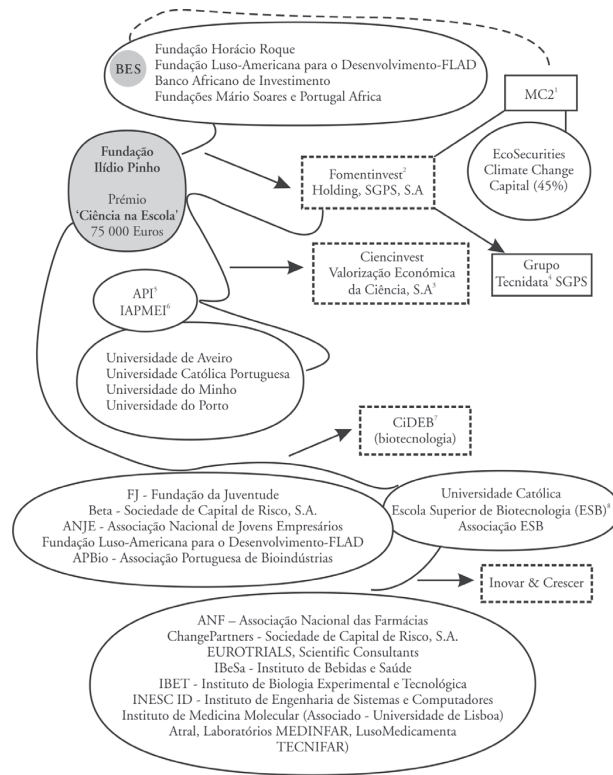 BES
Fundação Horácio Roque
Fundação Luso-Americana para o Desenvolvimento-FLAD
Banco Africano de Investimento
Fundações Mário Soares e Portugal Africa
MC2¹
EcoSecurities
Climate Change
Capital (45%)
Fundação
Ilídio Pinho
Prémio
'Ciência na Escola'
75 000 Euros
Fomentinvest²
Holding, SGPS, S.A
Ciencinvest
Valorização Económica
da Ciência, S.A³
Grupo
Tecnidata⁴ SGPS
API⁵
IAPMEI⁶
Universidade de Aveiro
Universidade Católica Portuguesa
Universidade do Minho
Universidade do Porto
CiDEB⁷
(biotecnologia)
FJ - Fundação da Juventude
Beta - Sociedade de Capital de Risco, S.A.
ANJE - Associação Nacional de Jovens Empresários
Fundação Luso-Americana para o Desenvolvimento-FLAD
APBio - Associação Portuguesa de Bioindústrias
Universidade Católica
Escola Superior de Biotecnologia (ESB)⁸
Associação ESB
Inovar & Crescer
ANF – Associação Nacional das Farmácias
ChangePartners - Sociedade de Capital de Risco, S.A.
EUROTRIALS, Scientific Consultants
IBeSa - Instituto de Bebidas e Saúde
IBET - Instituto de Biologia Experimental e Tecnológica
INESC ID - Instituto de Engenharia de Sistemas e Computadores
Instituto de Medicina Molecular (Associado - Universidade de Lisboa)
Atral, Laboratórios MEDINFAR, LusoMedicamenta
TECNIFAR)